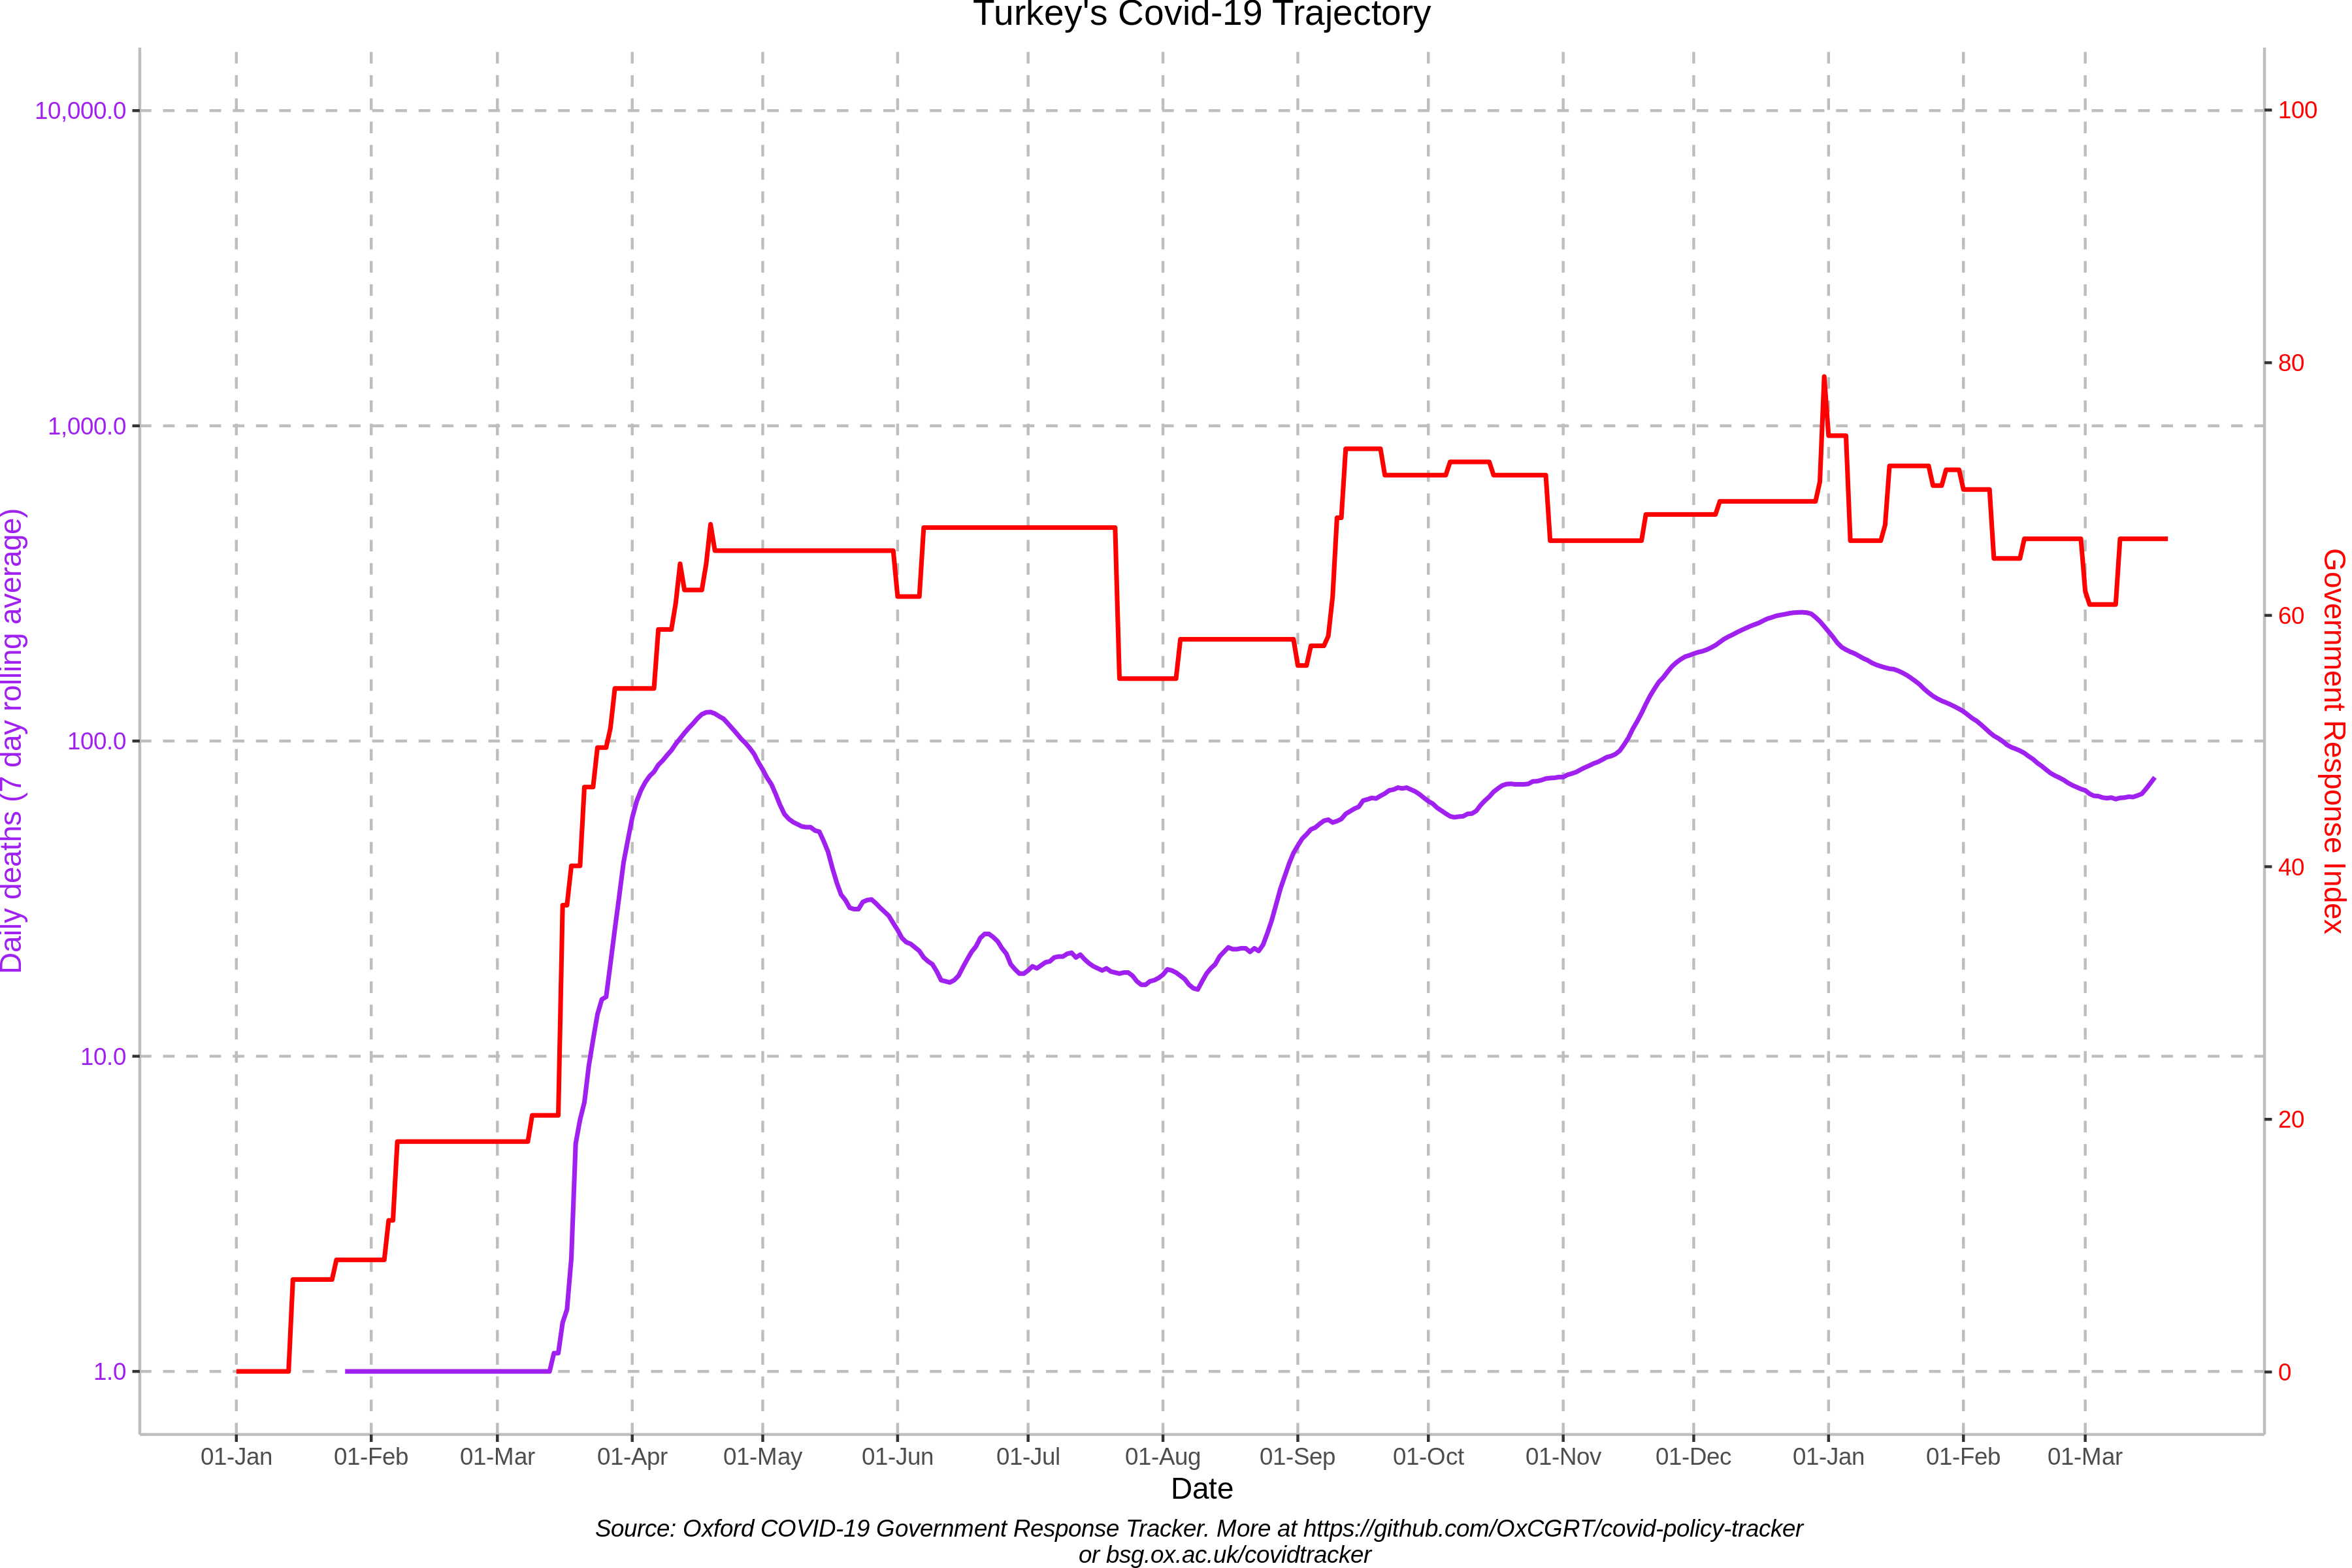 Turkey's Covid-19 Trajectory
Daily deaths (7 day rolling average)
10,000.0
1,000.0
100.0
10.0
1.0
100
80
60
40
20
0
Government Response Index
01-Jan
01-Feb
01-Mar
01-Apr
01-May
01-Jun
01-Jul
01-Aug
01-Sep
01-Oct
01-Nov
01-Dec
01-Jan
01-Feb
01-Mar
Date
Source: Oxford COVID-19 Government Response Tracker. More at https://github.com/OxCGRT/covid-policy-tracker
or bsg.ox.ac.uk/covidtracker